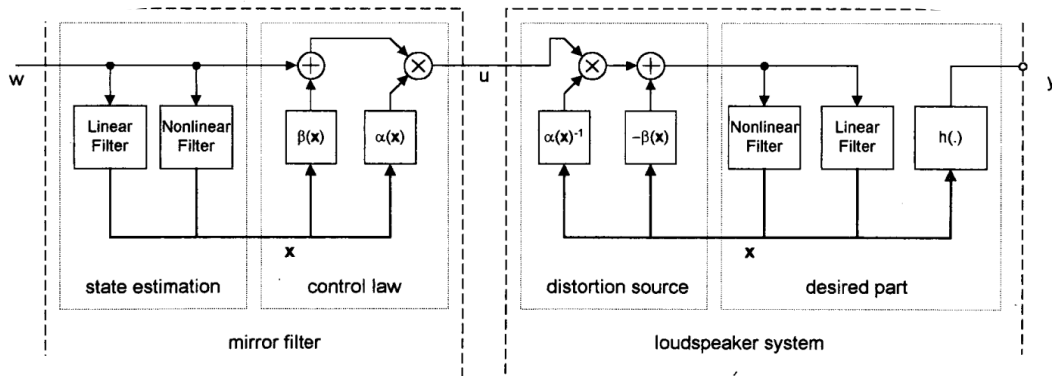 w
Linear
Filter
Nonlinear
Filter
+
β(x)
×
α(x)
u
×
α(x)⁻¹
+
−β(x)
Nonlinear
Filter
Linear
Filter
h(.)
y
x
x
state estimation
control law
distortion source
desired part
mirror filter
loudspeaker system